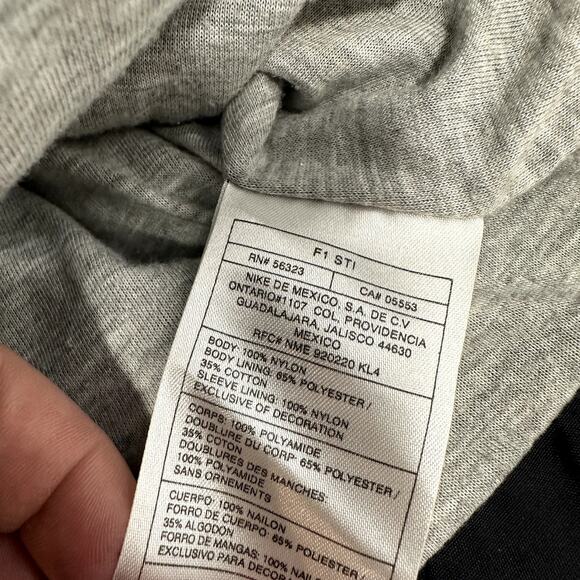 F1 STI
RN# 56323 CA# 05553
NIKE DE MEXICO, S.A. DE C.V
ONTARIO#1107 COL. PROVIDENCIA
GUADALAJARA, JALISCO 44630
MEXICO
RFC# NME 920220 KL4
BODY: 100% NYLON
BODY LINING: 65% POLYESTER /
35% COTTON
SLEEVE LINING: 100% NYLON
EXCLUSIVE OF DECORATION
CORPS: 100% POLYAMIDE
DOUBLURE DU CORP: 65% POLYESTER /
35% COTON
DOUBLURES DES MANCHES:
100% POLYAMIDE
SANS ORNEMENTS
CUERPO: 100% NAILON
FORRO DE CUERPO: 65% POLIESTER /
35% ALGODON
FORRO DE MANGAS: 100% NAILON
EXCLUSIVO PARA DECORADO